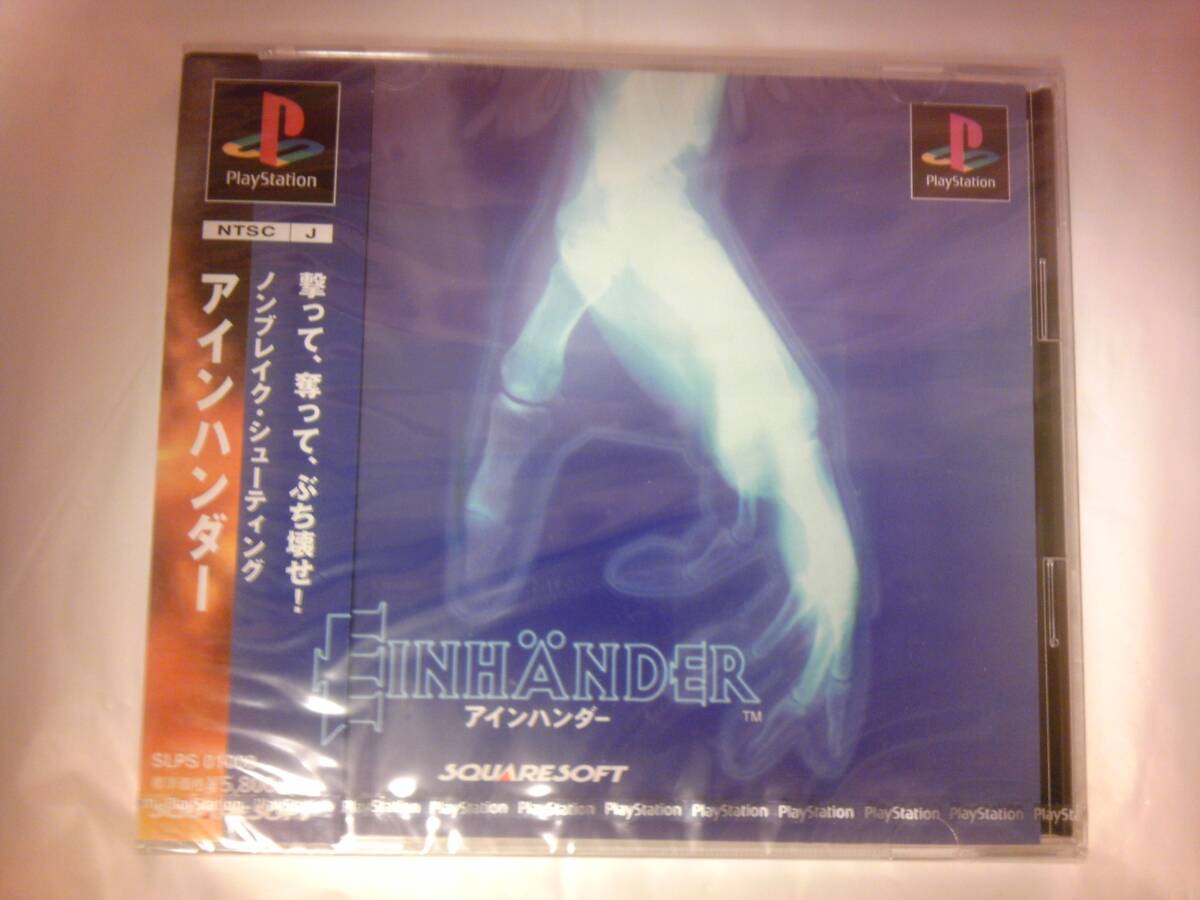 PlayStation
NTSC J
撃って、奪って、ぶち壊せ!
ノンブレイク・シューティング
アインハンダー
SLPS
PlayStation
EINHÄNDER
TM
アインハンダー
SQUARESOFT
PlayStation PlayStation PlayStation PlayStation PlayStation PlayStation PlayStation PlayStation PlayStation PlayStation